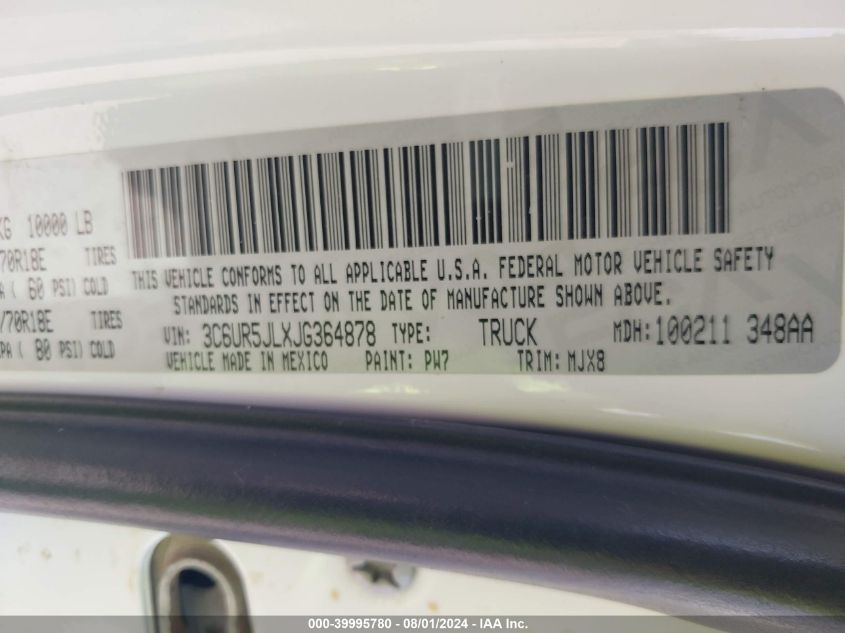 KG 10000 LB
70R18E TIRES
A ( 60 PSI) COLD
/70R18E TIRES
PA ( 80 PSI) COLD
THIS VEHICLE CONFORMS TO ALL APPLICABLE U.S.A. FEDERAL MOTOR VEHICLE SAFETY
STANDARDS IN EFFECT ON THE DATE OF MANUFACTURE SHOWN ABOVE.
VIN: 3C6UR5JLXJG364878 TYPE: TRUCK MDH: 100211 348AA
VEHICLE MADE IN MEXICO PAINT: PW7 TRIM: MJX8
000-39995780 - 08/01/2024 - IAA Inc.